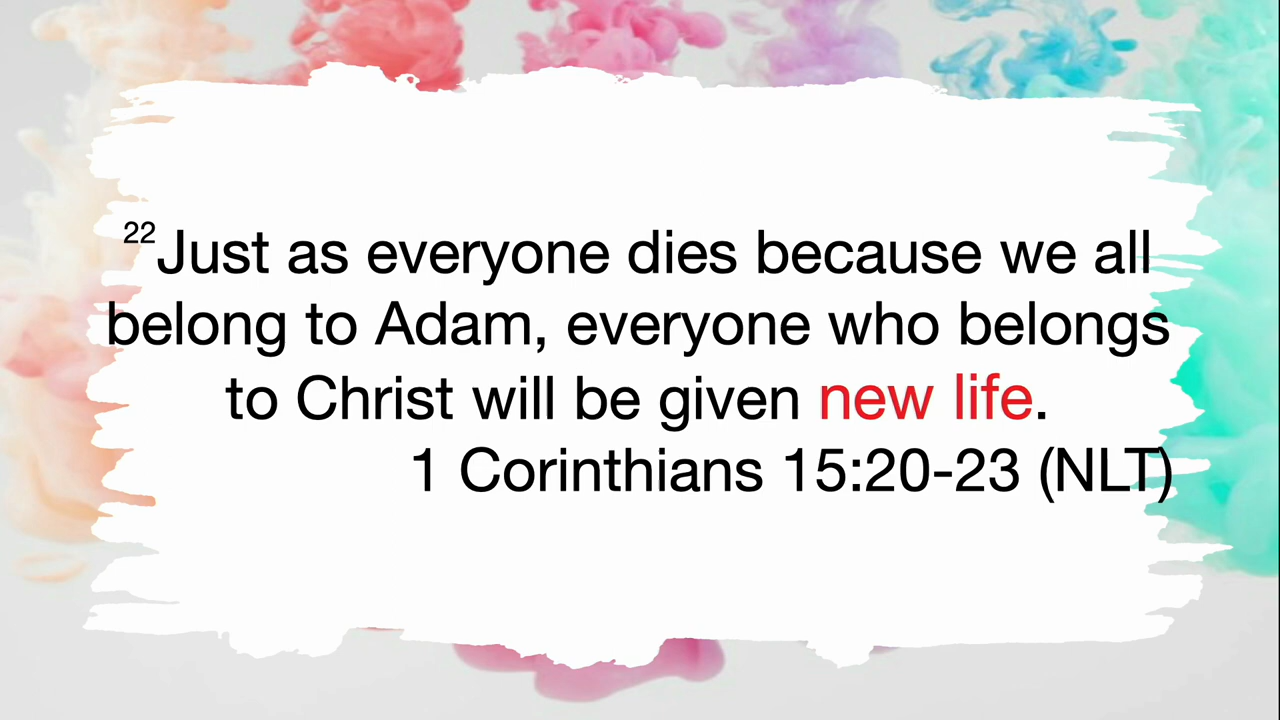 22Just as everyone dies because we all
belong to Adam, everyone who belongs
to Christ will be given new life.
1 Corinthians 15:20-23 (NLT)